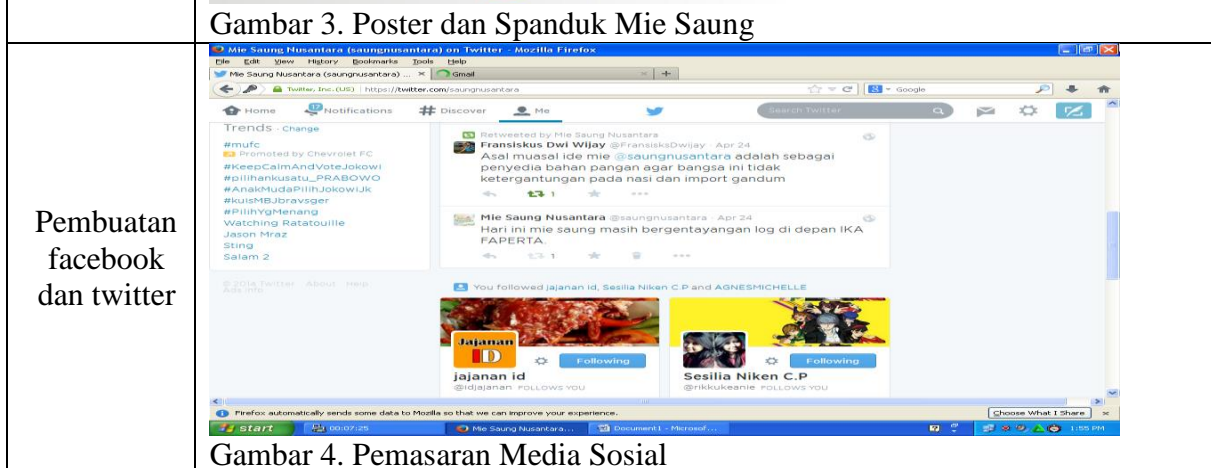 Gambar 3. Poster dan Spanduk Mie Saung
Pembuatan
facebook
dan twitter
Mie Saung Nusantara (saungnusantara) on Twitter - Mozilla Firefox
File Edit View History Bookmarks Tools Help
Mie Saung Nusantara (saungnusantara) ... × Gmail × +
Twitter, Inc. (US) https://twitter.com/saungnusantara Google
Home 17 Notifications Discover Me Search Twitter
Trends · Change
#mufc
Promoted by Chevrolet FC
#KeepCalmAndVoteJokowi
#pilihankusatu_PRABOWO
#AnakMudaPilihJokowiJk
#kuisMBJbravsger
#PilihYgMenang
Watching Ratatouille
Jason Mraz
Sting
Salam 2
© 2014 Twitter About Help
Ads info
Retweeted by Mie Saung Nusantara
Fransiskus Dwi Wijay @FransisksDwijay · Apr 24
Asal muasal ide mie @saungnusantara adalah sebagai
penyedia bahan pangan agar bangsa ini tidak
ketergantungan pada nasi dan import gandum
1
Mie Saung Nusantara @saungnusantara · Apr 24
Hari ini mie saung masih bergentayangan log di depan IKA
FAPERTA.
1
You followed jajanan id, Sesilia Niken C.P and AGNESMICHELLE
Jajanan
ID
Following
jajanan id
@idjajanan FOLLOWS YOU
Following
Sesilia Niken C.P
@rikkukeanie FOLLOWS YOU
Firefox automatically sends some data to Mozilla so that we can improve your experience. Choose What I Share ×
start 00:07:25 Mie Saung Nusantara... Document1 - Microsof... 1:55 PM
Gambar 4. Pemasaran Media Sosial